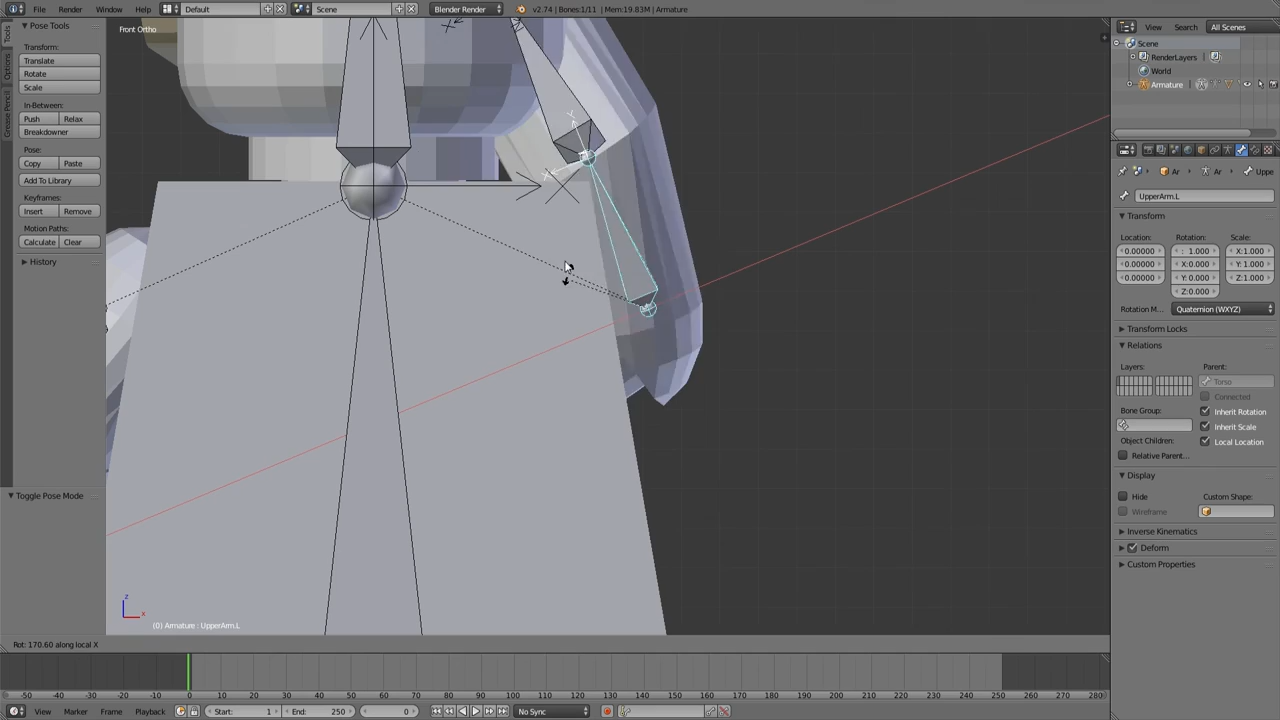 File Render Window Help Default Scene Blender Render v2.74 | Bones:1/11 | Mem:19.83M | Armature
Pose Tools
Transform:
Translate
Rotate
Scale
In-Between:
Push Relax
Breakdowner
Pose:
Copy Paste
Add To Library
Keyframes:
Insert Remove
Motion Paths:
Calculate Clear
History
Toggle Pose Mode
Tools
Options
Grease Pencil
Front Ortho
(0) Armature : UpperArm.L
Rot: 170.60 along local X
View Search All Scenes
Scene
RenderLayers
World
Armature
Ar Ar Uppe
UpperArm.L
Transform
Location: Rotation: Scale:
0.00000 : 1.000 X:1.000
0.00000 X:0.000 Y:1.000
0.00000 Y:0.000 Z:1.000
Z:0.000
Rotation M... Quaternion (WXYZ)
Transform Locks
Relations
Layers: Parent:
Torso
Connected
Bone Group: Inherit Rotation
Inherit Scale
Object Children: Local Location
Relative Parent...
Display
Hide Custom Shape:
Wireframe
Inverse Kinematics
Deform
Custom Properties
-50 -40 -30 -20 -10 0 10 20 30 40 50 60 70 80 90 100 110 120 130 140 150 160 170 180 190 200 210 220 230 240 250 260 270 280
View Marker Frame Playback Start: 1 End: 250 0 No Sync